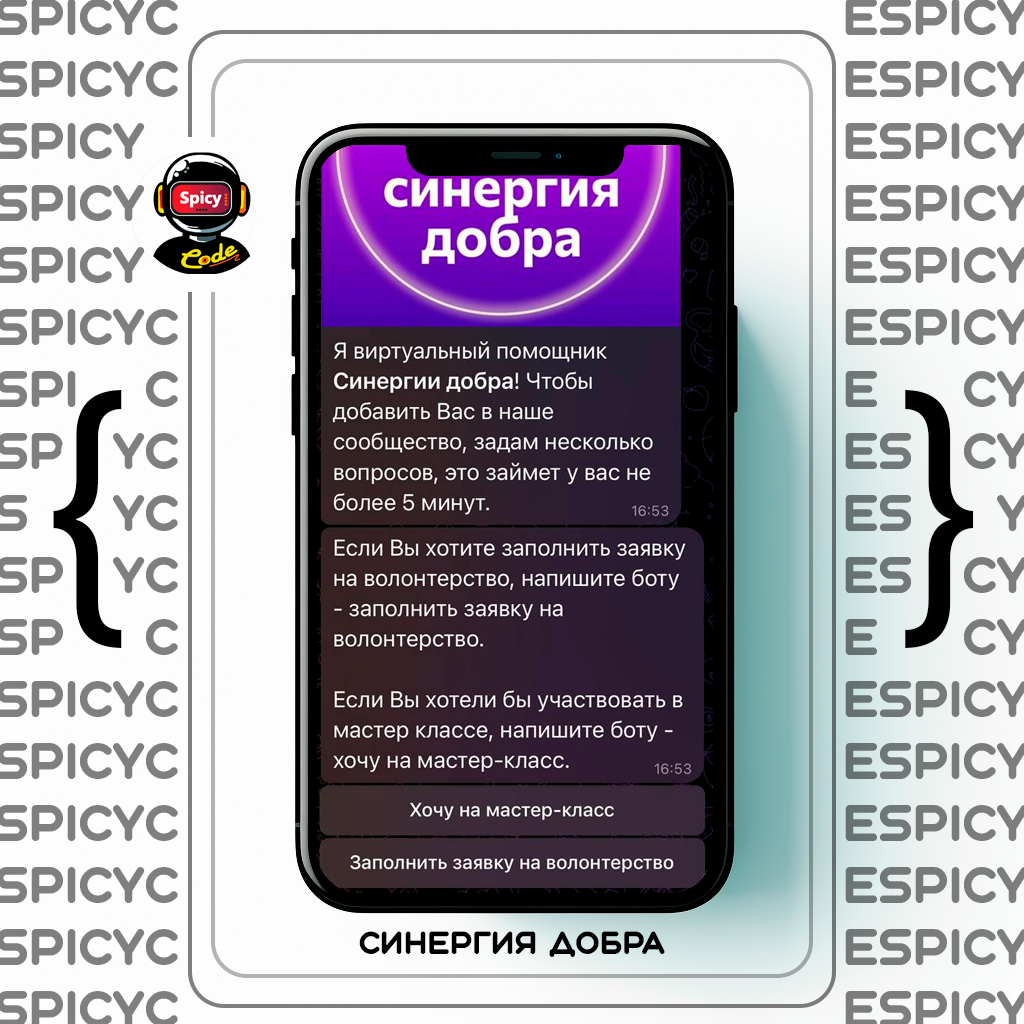 SPICYC
SPICYC
SPICY
SPICY
SPICY
SPICYC
SPI C
SP YC
S YC
SP YC
SP C
SPICYC
SPICYC
SPICYC
SPICYC
SPICYC
SPICYC
Spicy
Code
{
синергия
добра
Я виртуальный помощник
Синергии добра! Чтобы
добавить Вас в наше
сообщество, задам несколько
вопросов, это займет у вас не
более 5 минут.
16:53
Если Вы хотите заполнить заявку
на волонтерство, напишите боту
- заполнить заявку на
волонтерство.
Если Вы хотели бы участвовать в
мастер классе, напишите боту -
хочу на мастер-класс.
16:53
Хочу на мастер-класс
Заполнить заявку на волонтерство
СИНЕРГИЯ ДОБРА
}
ESPICY
ESPICY
ESPICY
ESPICY
ESPICY
ESPICY
E CY
ES CY
ES Y
ES CY
E CY
ESPICY
ESPICY
ESPICY
ESPICY
ESPICY
ESPICY